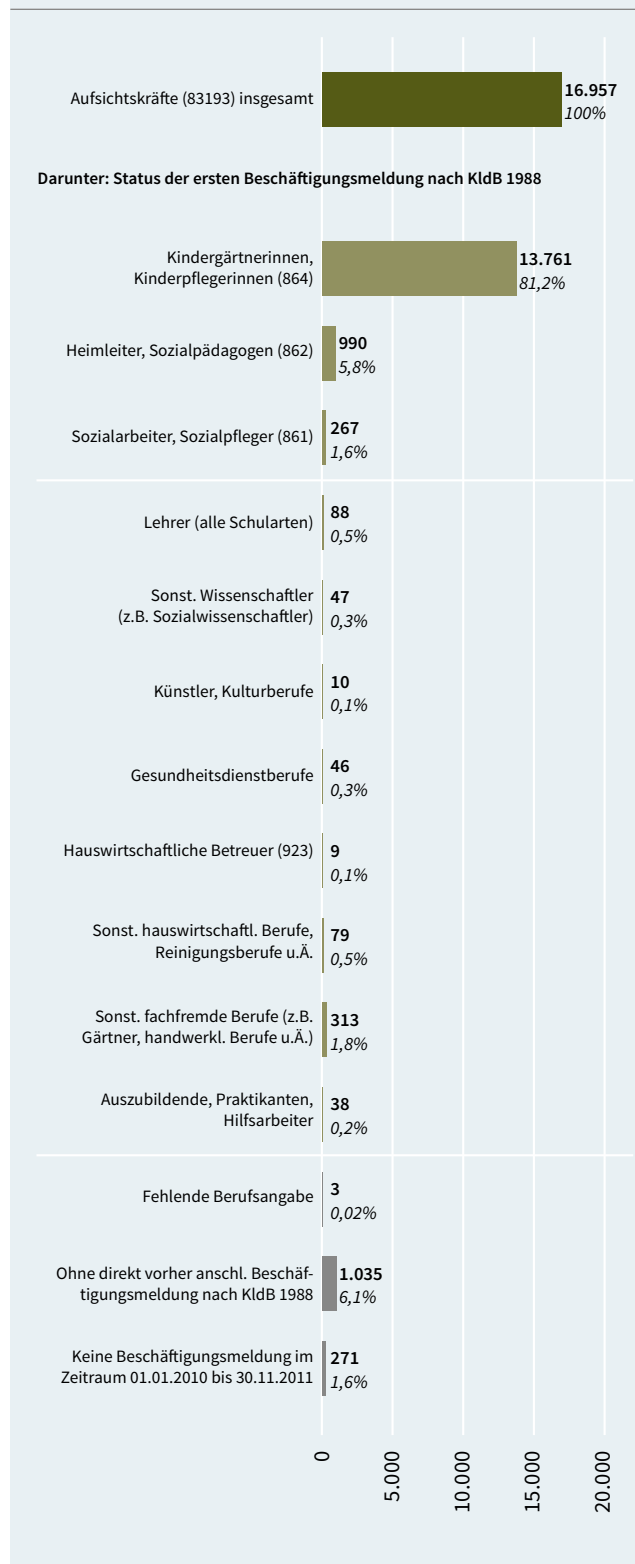 Aufsichtskräfte (83193) insgesamt
16.957
100%
Darunter: Status der ersten Beschäftigungsmeldung nach KldB 1988
Kindergärtnerinnen,
Kinderpflegerinnen (864)
13.761
81,2%
Heimleiter, Sozialpädagogen (862)
990
5,8%
Sozialarbeiter, Sozialpfleger (861)
267
1,6%
Lehrer (alle Schularten)
88
0,5%
Sonst. Wissenschaftler
(z.B. Sozialwissenschaftler)
47
0,3%
Künstler, Kulturberufe
10
0,1%
Gesundheitsdienstberufe
46
0,3%
Hauswirtschaftliche Betreuer (923)
9
0,1%
Sonst. hauswirtschaftl. Berufe,
Reinigungsberufe u.Ä.
79
0,5%
Sonst. fachfremde Berufe (z.B.
Gärtner, handwerkl. Berufe u.Ä.)
313
1,8%
Auszubildende, Praktikanten,
Hilfsarbeiter
38
0,2%
Fehlende Berufsangabe
3
0,02%
Ohne direkt vorher anschl. Beschäf-
tigungsmeldung nach KldB 1988
1.035
6,1%
Keine Beschäftigungsmeldung im
Zeitraum 01.01.2010 bis 30.11.2011
271
1,6%
0
5.000
10.000
15.000
20.000